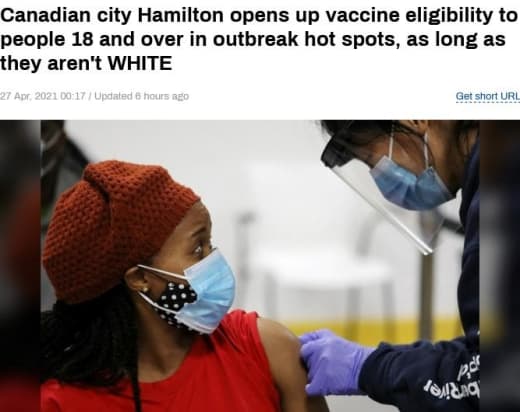 Canadian city Hamilton opens up vaccine eligibility to
people 18 and over in outbreak hot spots, as long as
they aren't WHITE
27 Apr, 2021 00:17 / Updated 6 hours ago
Get short URL